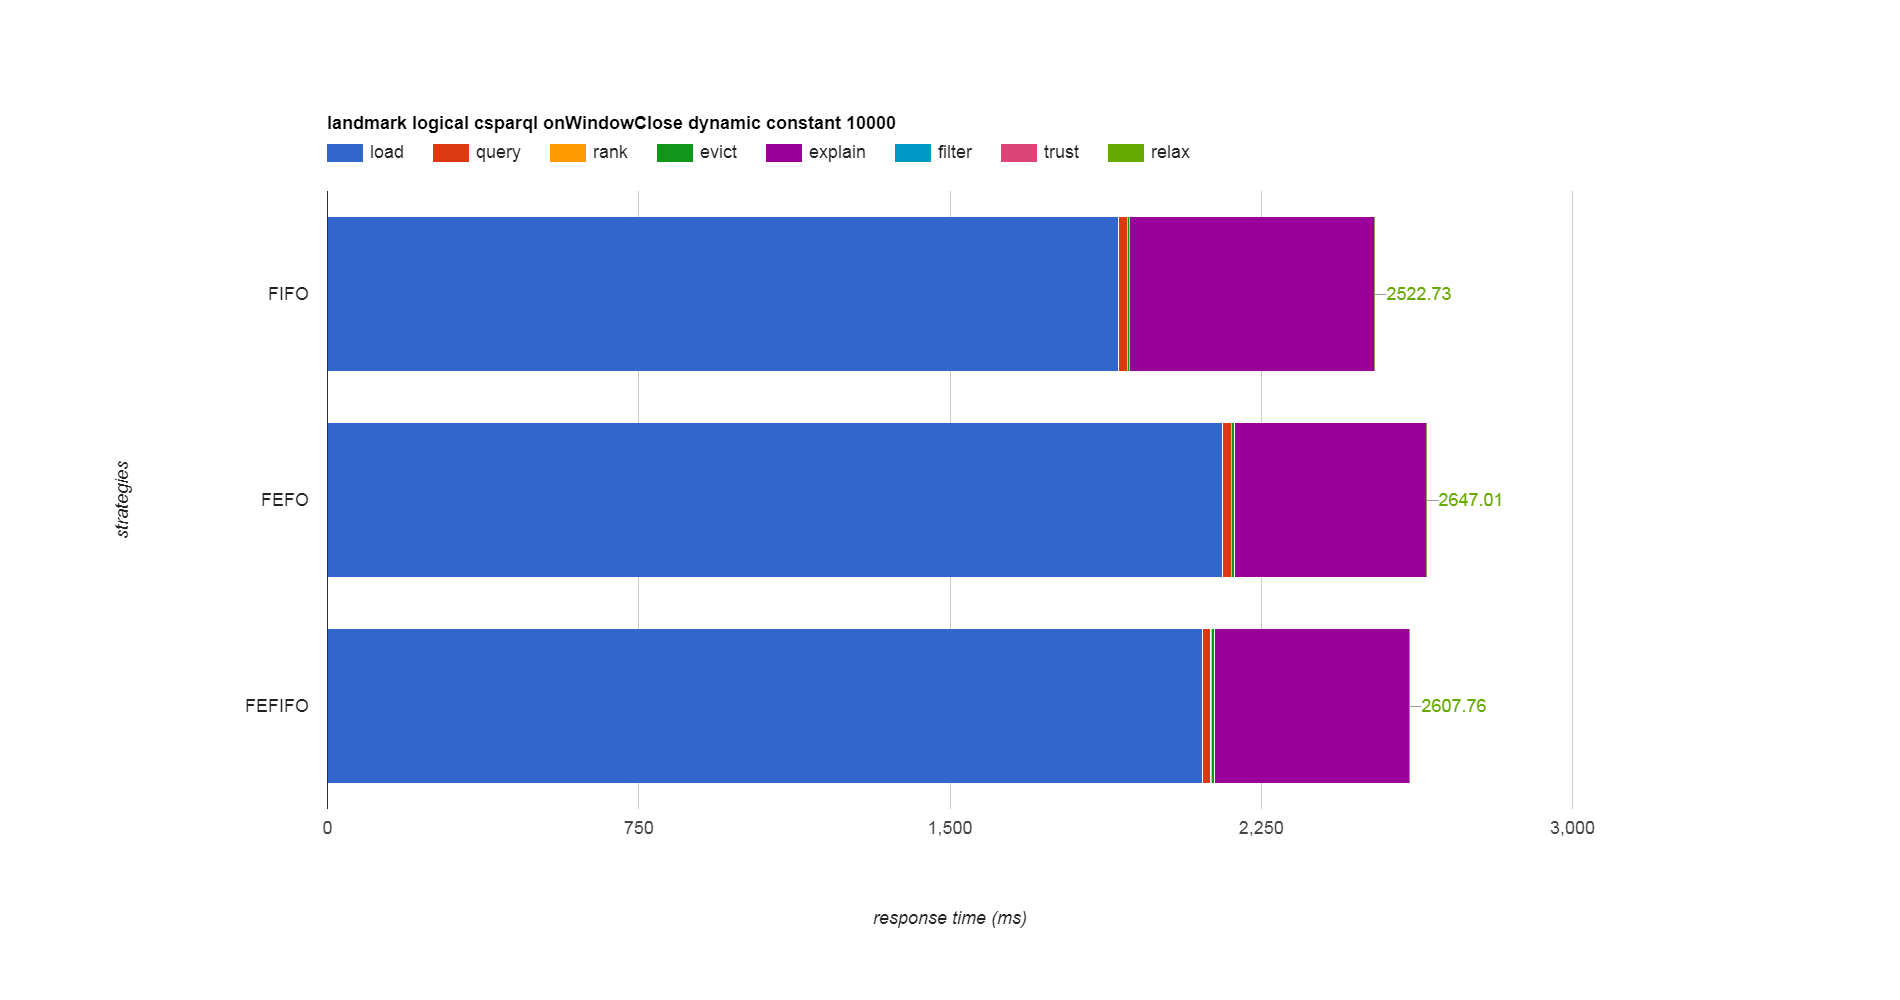 landmark logical csparql onWindowClose dynamic constant 10000
load query rank evict explain filter trust relax
FIFO 2522.73
FEFO 2647.01
FEFIFO 2607.76
strategies
0 750 1,500 2,250 3,000
response time (ms)